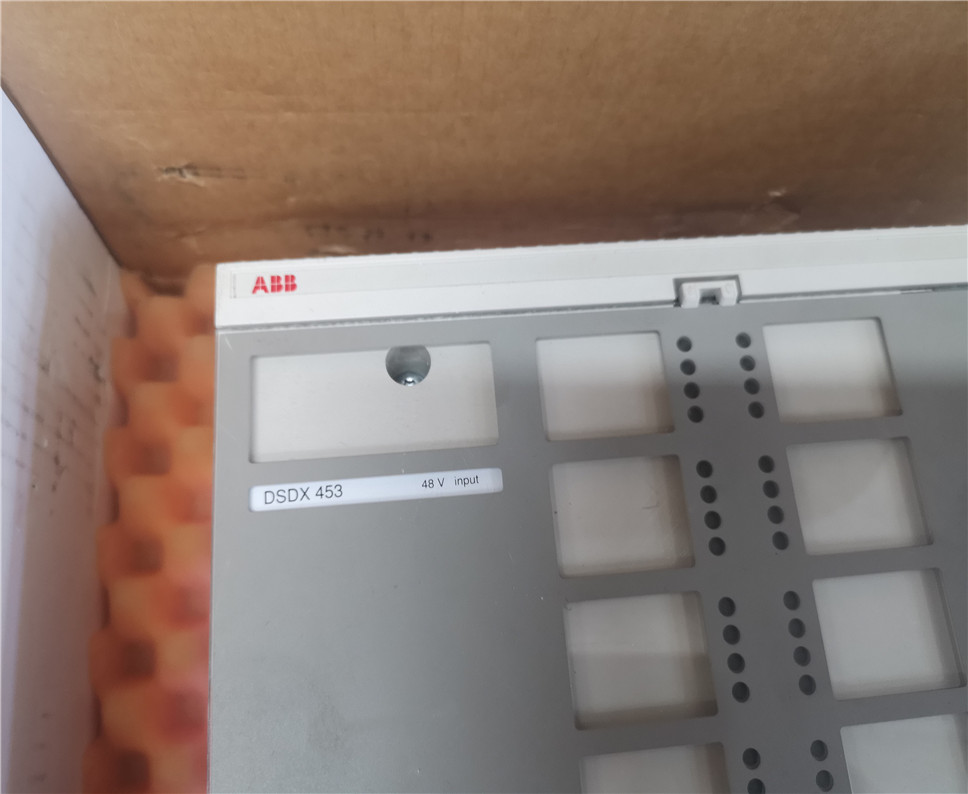 ABB
DSDX 453
48 V input